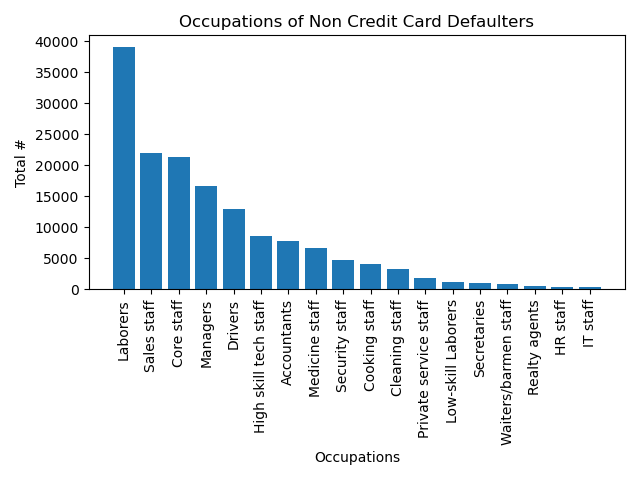 Occupations of Non Credit Card Defaulters
Total #
40000
35000
30000
25000
20000
15000
10000
5000
0
Laborers
Sales staff
Core staff
Managers
Drivers
High skill tech staff
Accountants
Medicine staff
Security staff
Cooking staff
Cleaning staff
Private service staff
Low-skill Laborers
Secretaries
Waiters/barmen staff
Realty agents
HR staff
IT staff
Occupations